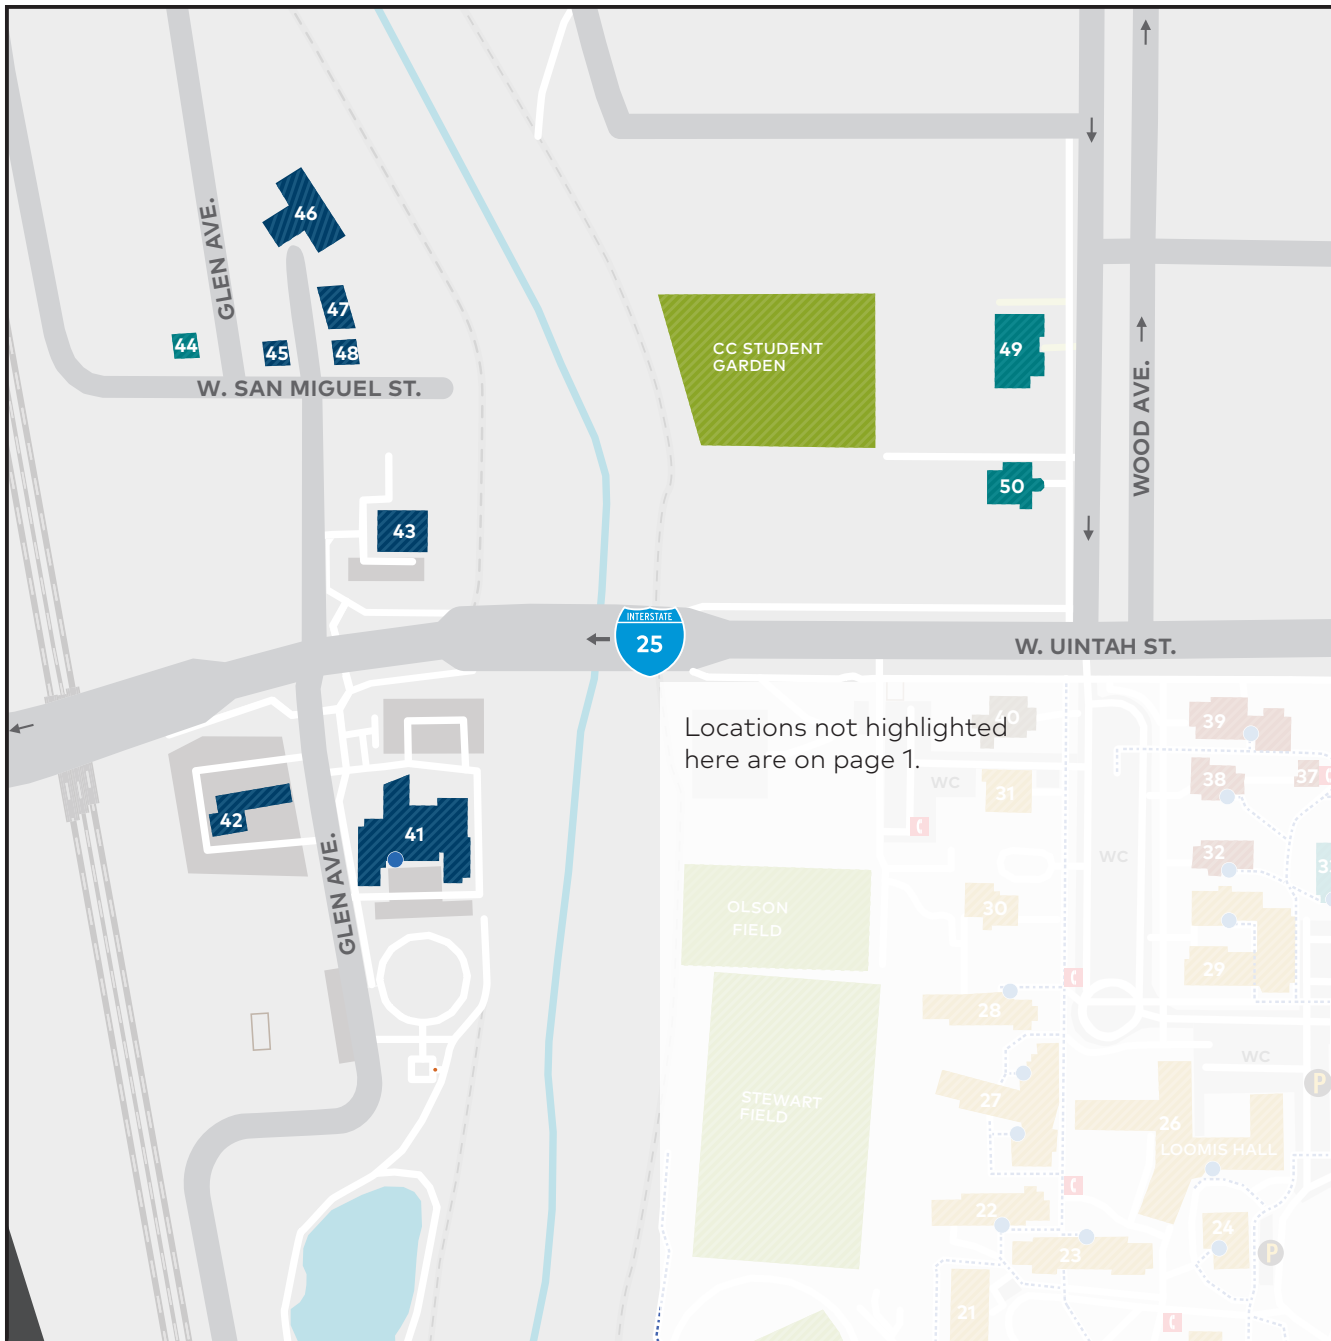 GLEN AVE.
46
47
44
45
48
W. SAN MIGUEL ST.
CC STUDENT
GARDEN
49
WOOD AVE.
50
43
INTERSTATE
25
W. UINTAH ST.
Locations not highlighted
here are on page 1.
40
39
WC
31
38
37
42
41
GLEN AVE.
WC
32
OLSON
FIELD
30
29
28
WC
P
STEWART
FIELD
27
26
LOOMIS HALL
22
24
23
P
21